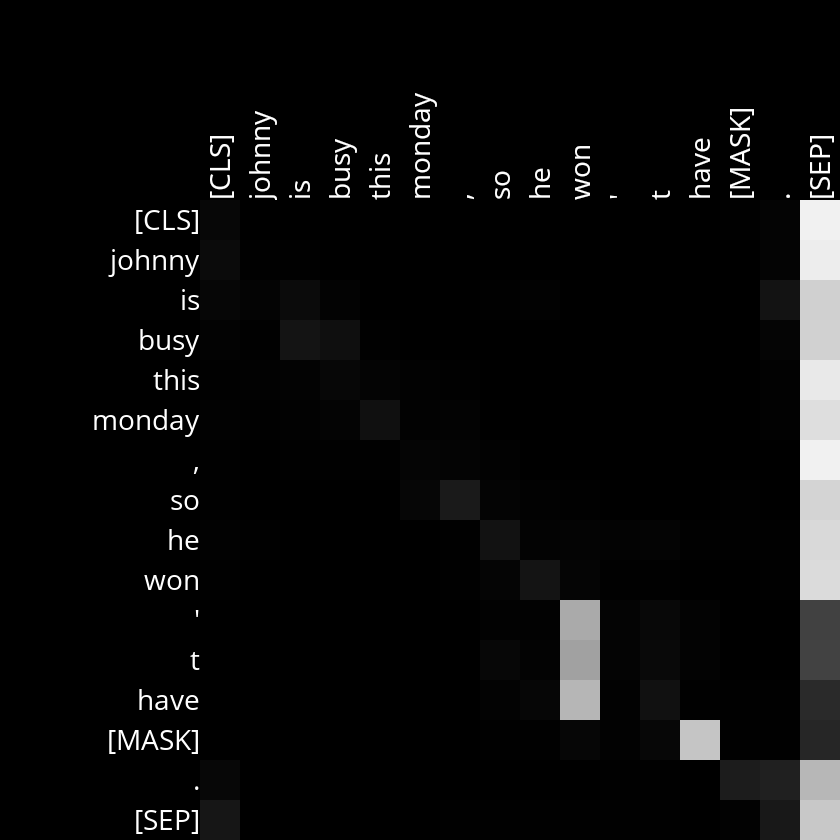 [CLS] johnny is busy this monday , so he won ' t have [MASK] . [SEP]
[CLS]
johnny
is
busy
this
monday
,
so
he
won
'
t
have
[MASK]
.
[SEP]